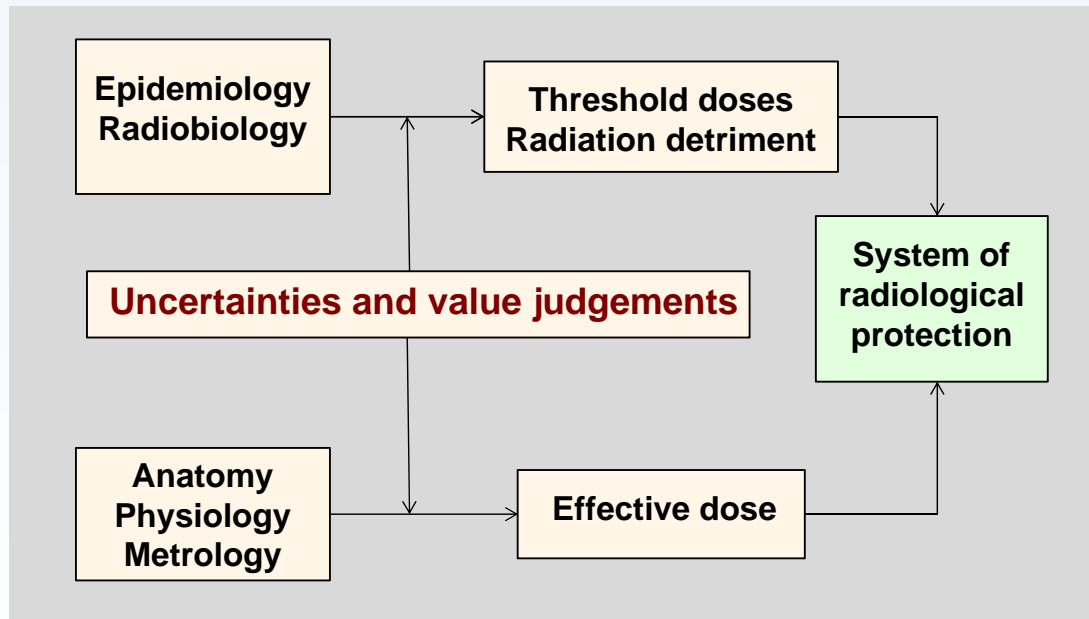 Epidemiology
Radiobiology
Threshold doses
Radiation detriment
System of
radiological
protection
Uncertainties and value judgements
Anatomy
Physiology
Metrology
Effective dose